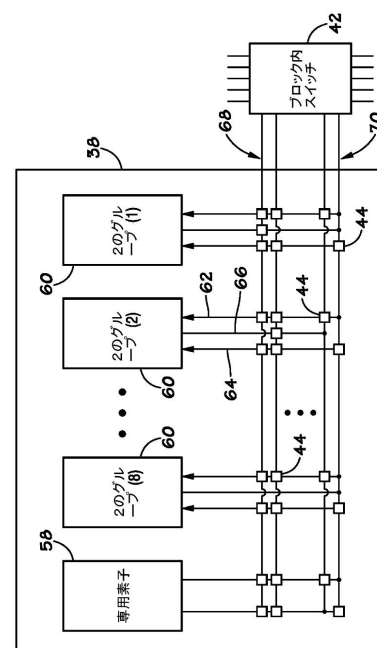 58
専用素子
60
2のグル
ープ (8)
60
2のグル
ープ (2)
60
2のグル
ープ (1)
38
62
66
64
44
44
44
68
70
42
ブロック内
スイッチ